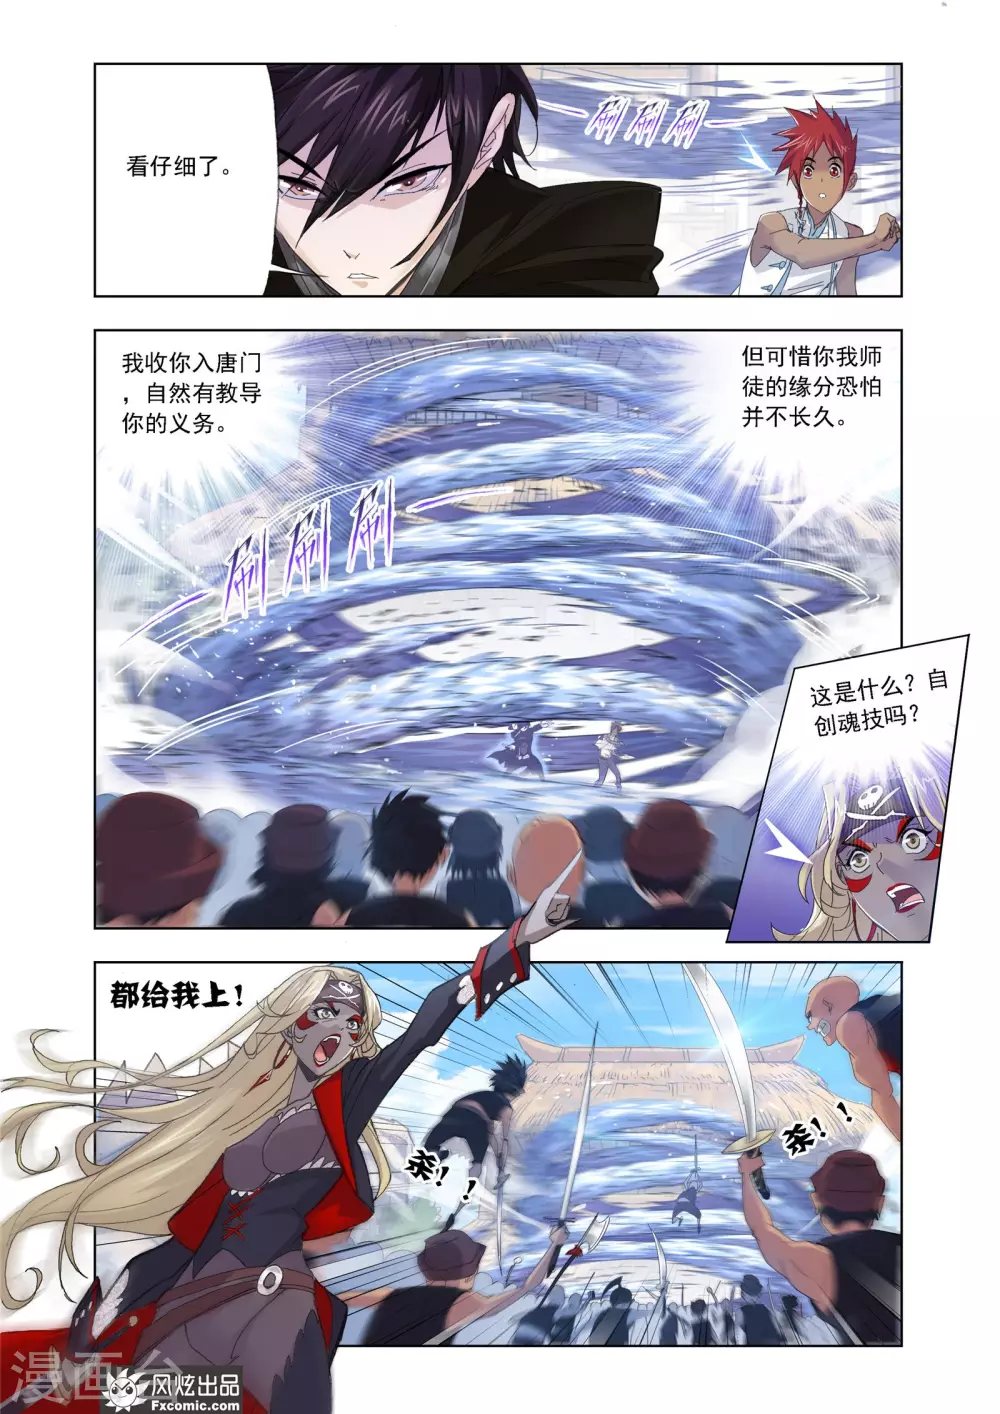 看仔细了。
刷刷刷
我收你入唐门
，自然有教导
你的义务。
但可惜你我师
徒的缘分恐怕
并不长久。
刷刷刷
这是什么？自
创魂技吗？
都给我上！
杀！！
杀！！
漫画台
风炫出品
Fxcomic.com